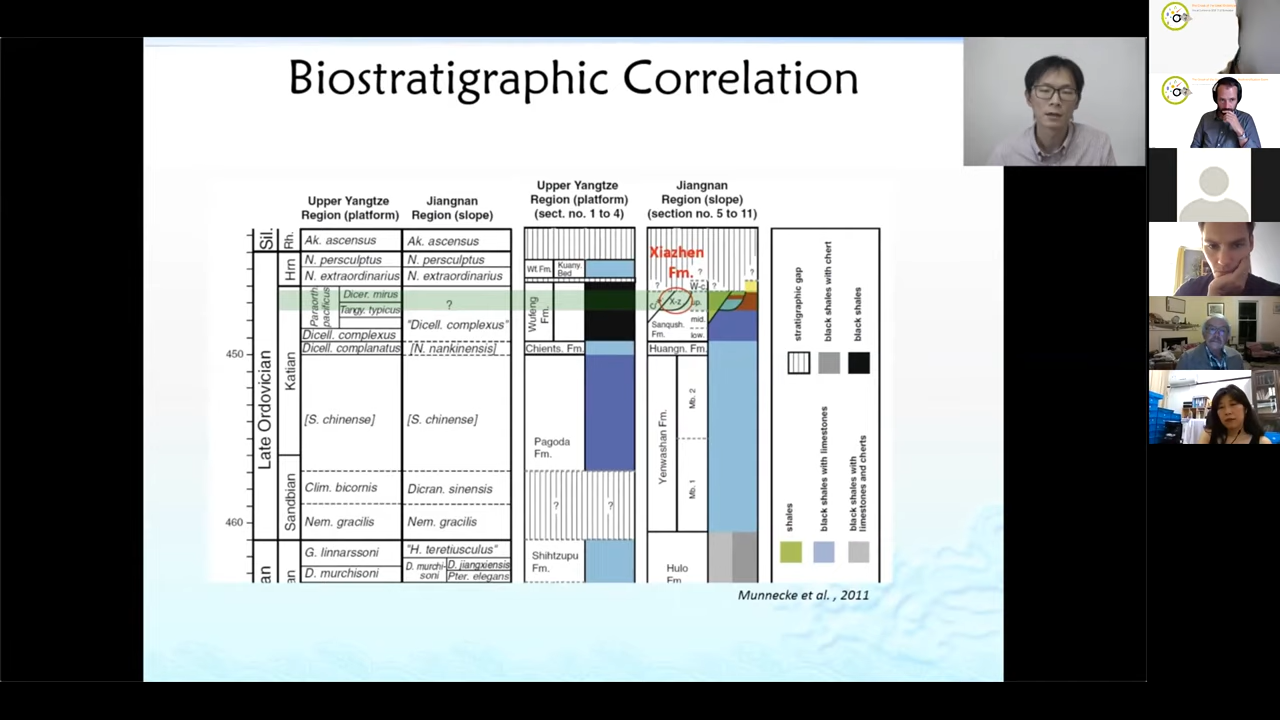 Biostratigraphic Correlation
Upper Yangtze
Region (platform)
Jiangnan
Region (slope)
Upper Yangtze
Region (platform)
(sect. no. 1 to 4)
Jiangnan
Region (slope)
(section no. 5 to 11)
Sil.
Rh.
Ak. ascensus
Ak. ascensus
Xiazhen
Fm.
Hrn
N. persculptus
N. persculptus
N. extraordinarius
N. extraordinarius
Wt.Fm.
Kuany.
Bed
?
?
?
?
W-c.
Paraorth.
pacificus
Dicer. mirus
Tangy. typicus
?
X-z
up.
"Dicell. complexus"
Wufeng
Fm.
Sanqush.
Fm.
mid.
low.
Dicell. complexus
Dicell. complanatus
[N. nankinensis]
Chients. Fm.
Huangn. Fm.
450
Late Ordovician
Katian
[S. chinense]
[S. chinense]
Pagoda
Fm.
Yenwashan Fm.
Mb. 2
Mb. 1
Sandbian
Clim. bicornis
Dicran. sinensis
?
?
460
Nem. gracilis
Nem. gracilis
an
an
G. linnarssoni
"H. teretiusculus"
D. murchisoni
D. murchi-
soni
D. jiangxiensis
Pter. elegans
Shihtzupu
Fm.
Hulo
Fm
stratigraphic gap
black shales with chert
black shales
shales
black shales with limestones
black shales with
limestones and cherts
Munnecke et al. , 2011